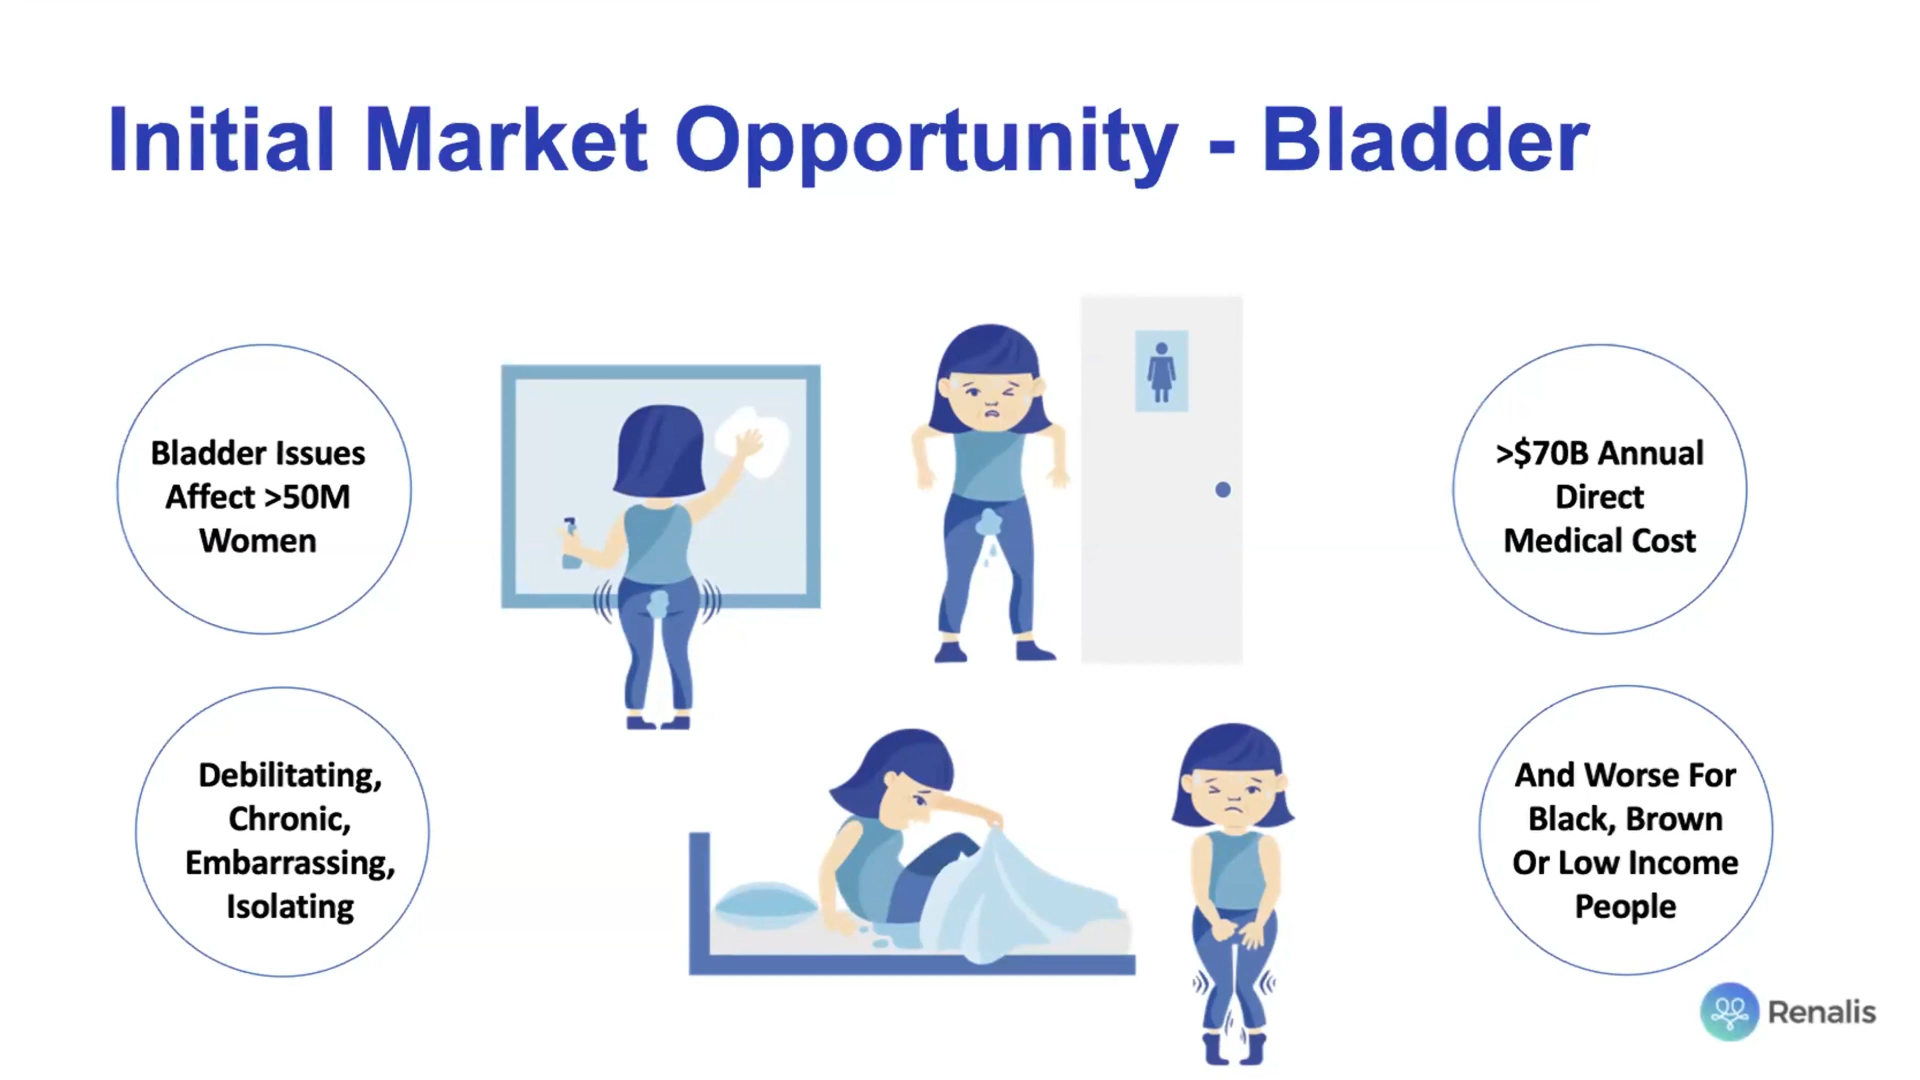 Initial Market Opportunity - Bladder
Bladder Issues
Affect >50M
Women
>$70B Annual
Direct
Medical Cost
Debilitating,
Chronic,
Embarrassing,
Isolating
And Worse For
Black, Brown
Or Low Income
People
Renalis